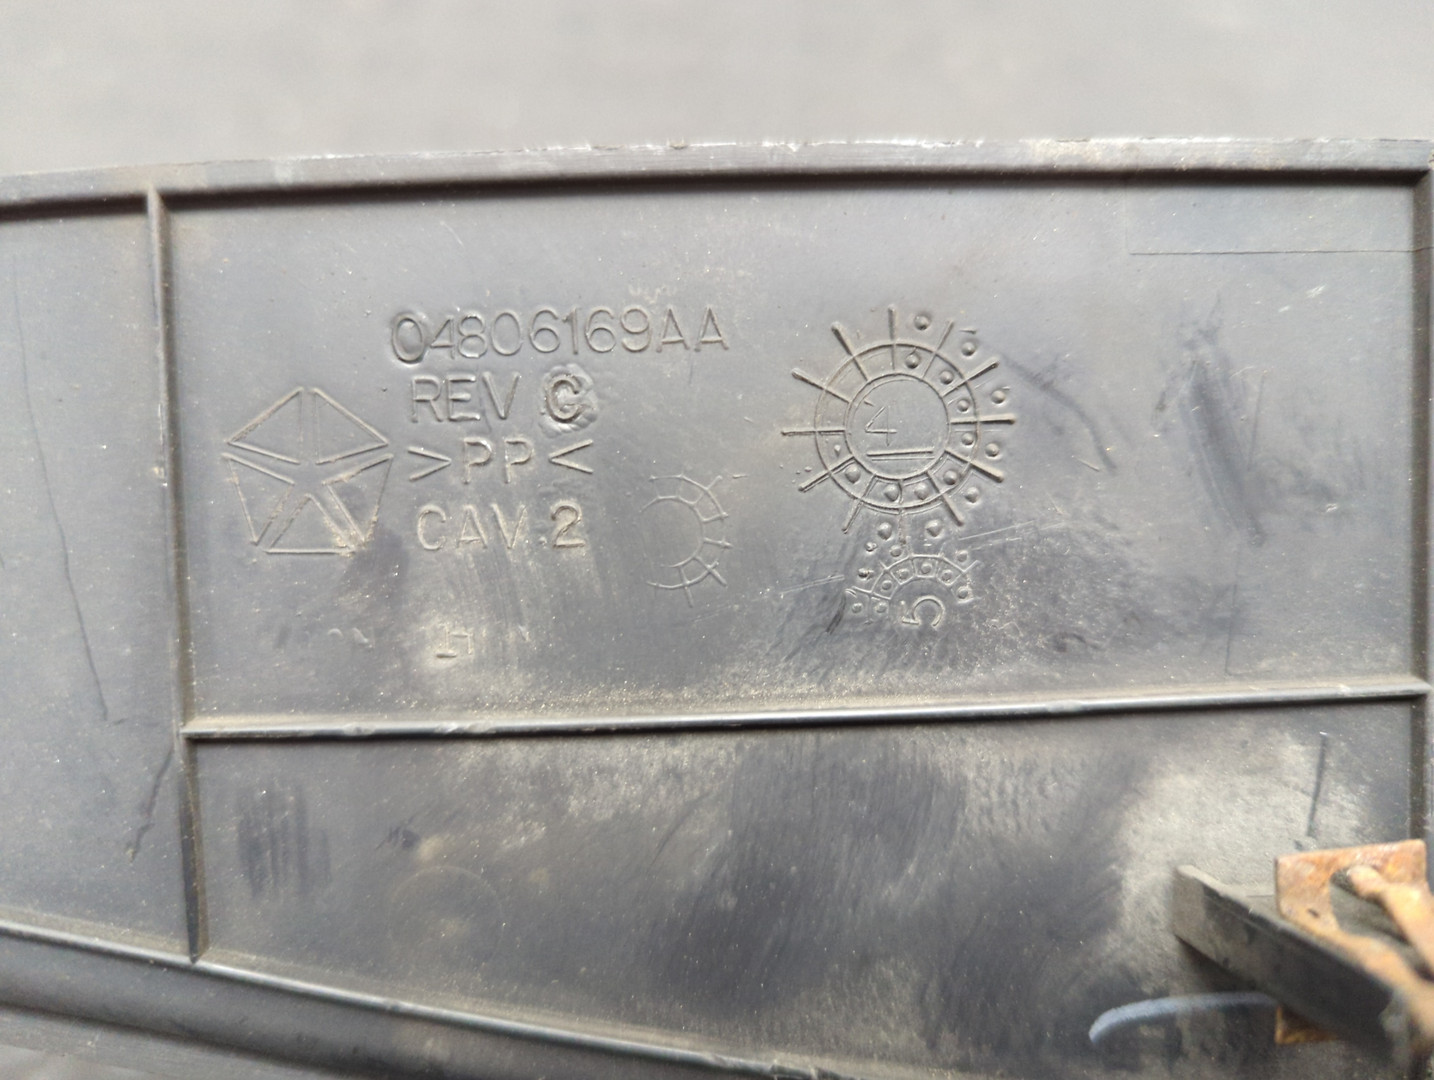 04806169AA
REV G
>PP<
CAV. 2
4
5